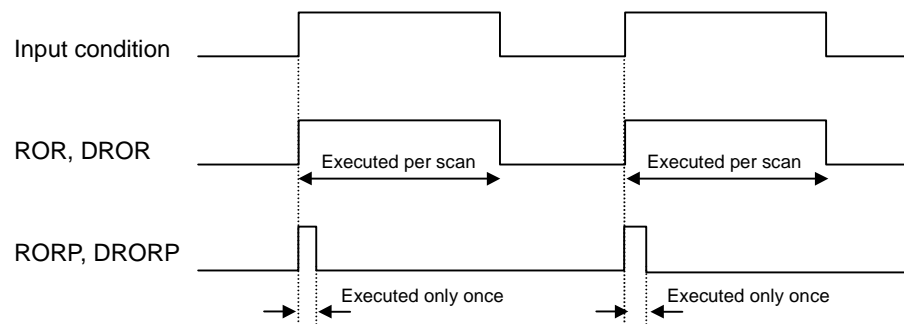 Input condition
ROR, DROR
Executed per scan
Executed per scan
RORP, DRORP
Executed only once
Executed only once